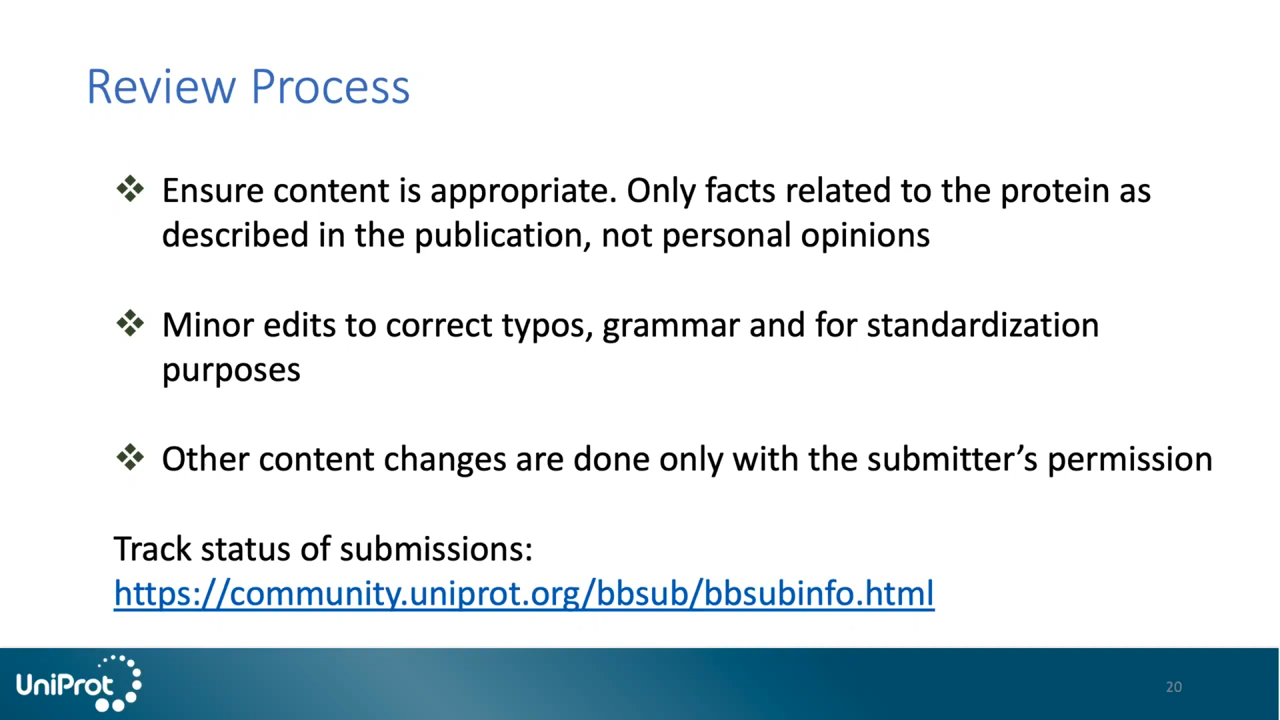 Review Process
❖ Ensure content is appropriate. Only facts related to the protein as
described in the publication, not personal opinions
❖ Minor edits to correct typos, grammar and for standardization
purposes
❖ Other content changes are done only with the submitter’s permission
Track status of submissions:
https://community.uniprot.org/bbsub/bbsubinfo.html
UniProt
20